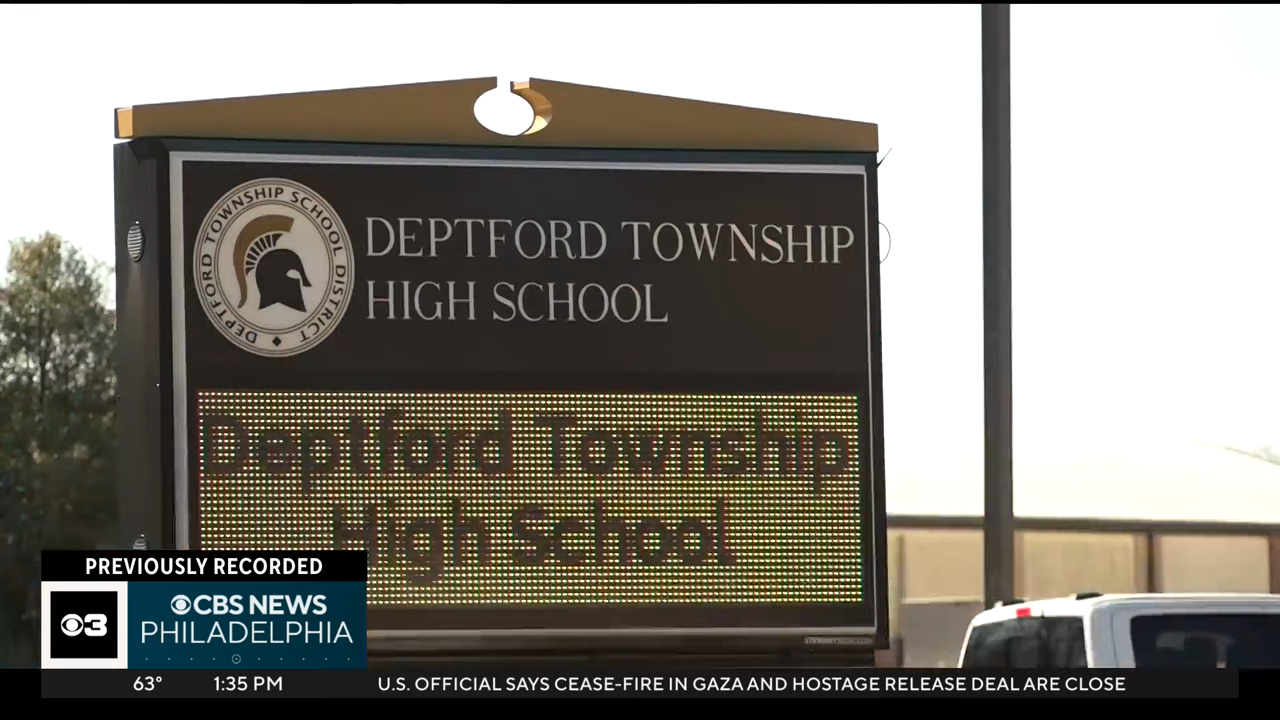 DEPTFORD TOWNSHIP SCHOOL DISTRICT
DEPTFORD TOWNSHIP
HIGH SCHOOL
Deptford Township
High School
PREVIOUSLY RECORDED
3
CBS NEWS
PHILADELPHIA
63° 1:35 PM U.S. OFFICIAL SAYS CEASE-FIRE IN GAZA AND HOSTAGE RELEASE DEAL ARE CLOSE